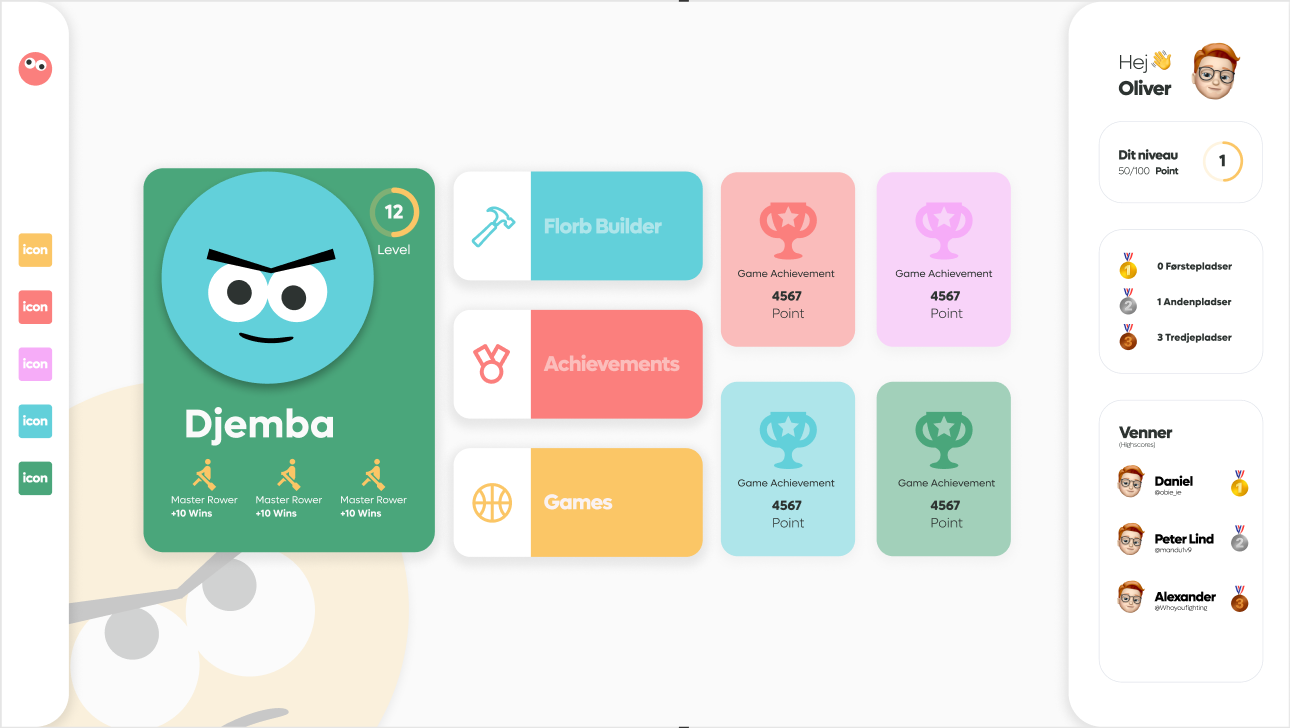 icon
icon
icon
icon
icon
12
Level
Djemba
Master Rower
+10 Wins
Master Rower
+10 Wins
Master Rower
+10 Wins
Florb Builder
Achievements
Games
Game Achievement
4567
Point
Game Achievement
4567
Point
Game Achievement
4567
Point
Game Achievement
4567
Point
Hej👋
Oliver
Dit niveau
50/100 Point
1
1
0 Førstepladser
2
1 Andenpladser
3
3 Tredjepladser
Venner
(Highscores)
Daniel
@obie_ie
1
Peter Lind
@mandu1v9
2
Alexander
@Whoyoufighting
3